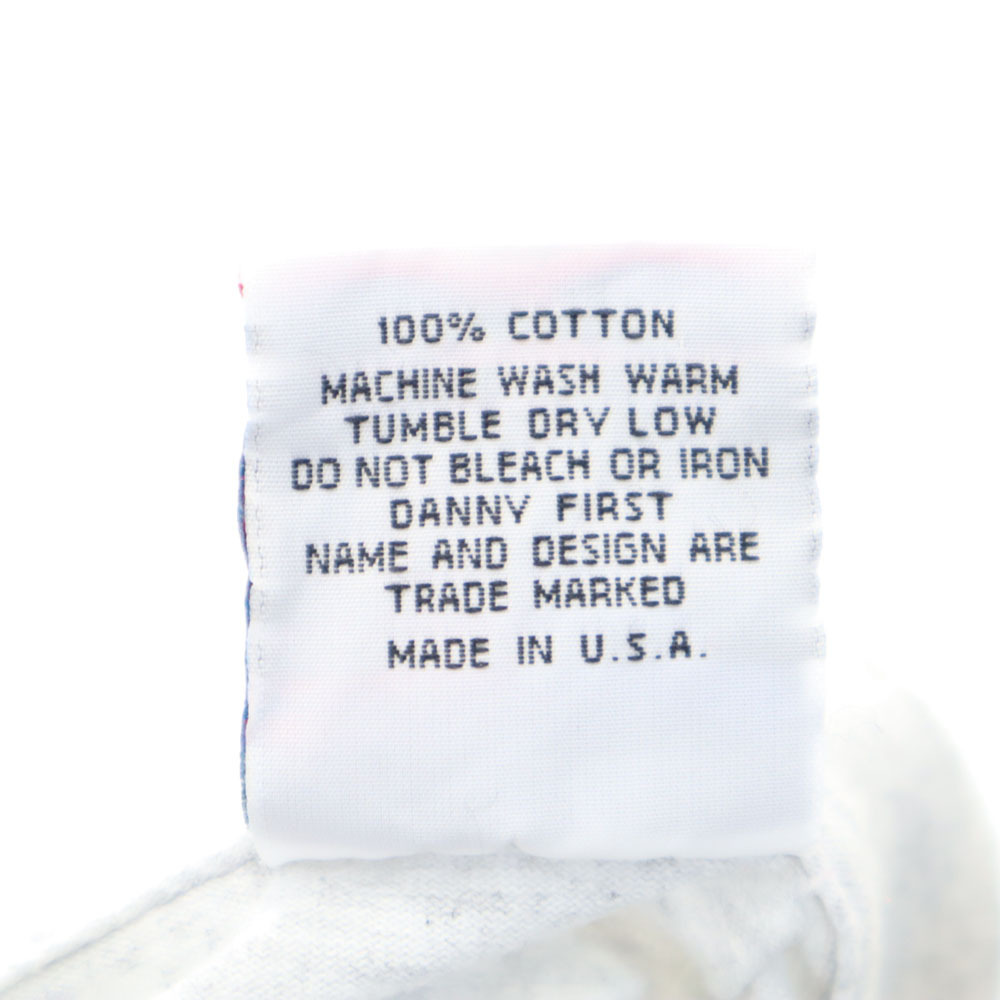 100% COTTON
MACHINE WASH WARM
TUMBLE DRY LOW
DO NOT BLEACH OR IRON
DANNY FIRST
NAME AND DESIGN ARE
TRADE MARKED
MADE IN U.S.A.